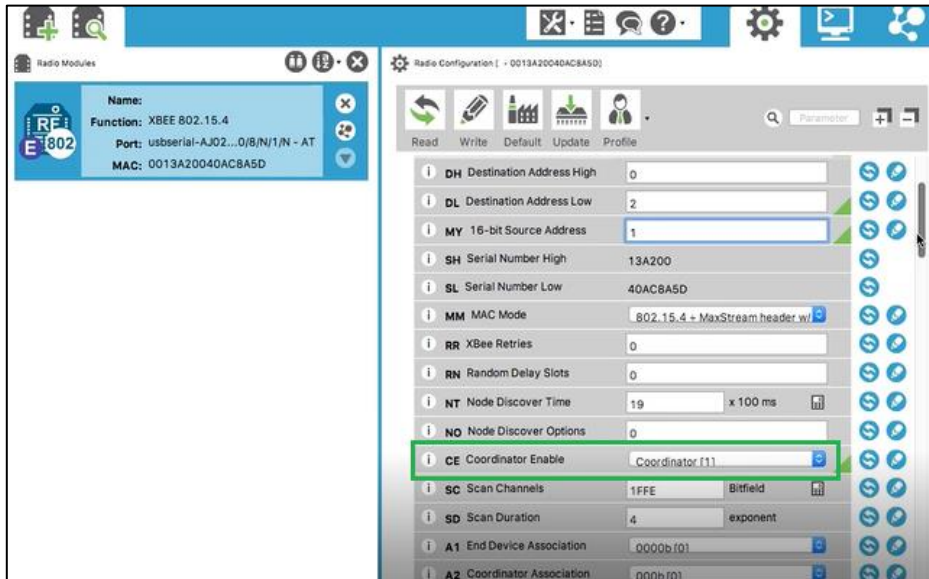 Radio Modules
Name:
Function: XBEE 802.15.4
Port: usbserial-AJ02...0/8/N/1/N - AT
MAC: 0013A20040AC8A5D
RF
E 802
Radio Configuration [ - 0013A20040AC8A5D]
Read Write Default Update Profile
Parameter
i DH Destination Address High 0
i DL Destination Address Low 2
i MY 16-bit Source Address 1
i SH Serial Number High 13A200
i SL Serial Number Low 40AC8A5D
i MM MAC Mode 802.15.4 + MaxStream header w/
i RR XBee Retries 0
i RN Random Delay Slots 0
i NT Node Discover Time 19 x 100 ms
i NO Node Discover Options 0
i CE Coordinator Enable Coordinator [1]
i SC Scan Channels 1FFE Bitfield
i SD Scan Duration 4 exponent
i A1 End Device Association 0000b [0]
i A2 Coordinator Association 000b [0]